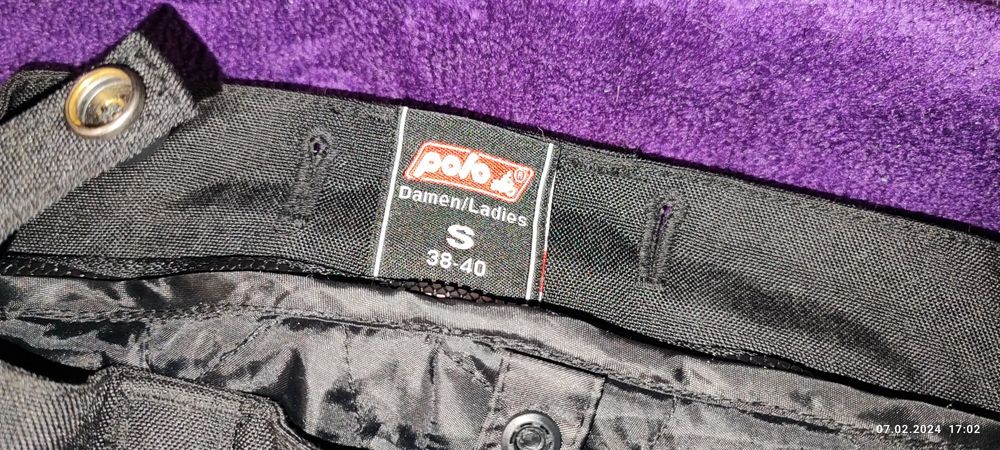 polo ®
Damen/Ladies
S
38-40
07.02.2024 17:02